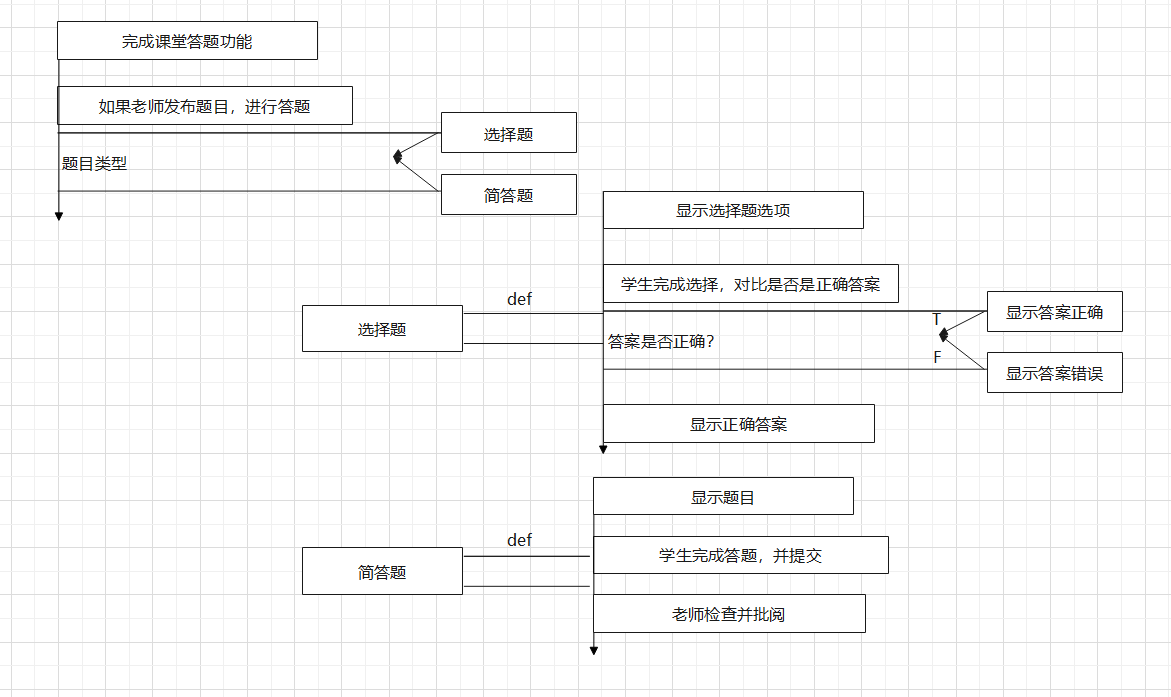 完成课堂答题功能
如果老师发布题目，进行答题
选择题
题目类型
简答题
显示选择题选项
学生完成选择，对比是否是正确答案
def
选择题
T
显示答案正确
答案是否正确?
F
显示答案错误
显示正确答案
显示题目
def
学生完成答题，并提交
简答题
老师检查并批阅